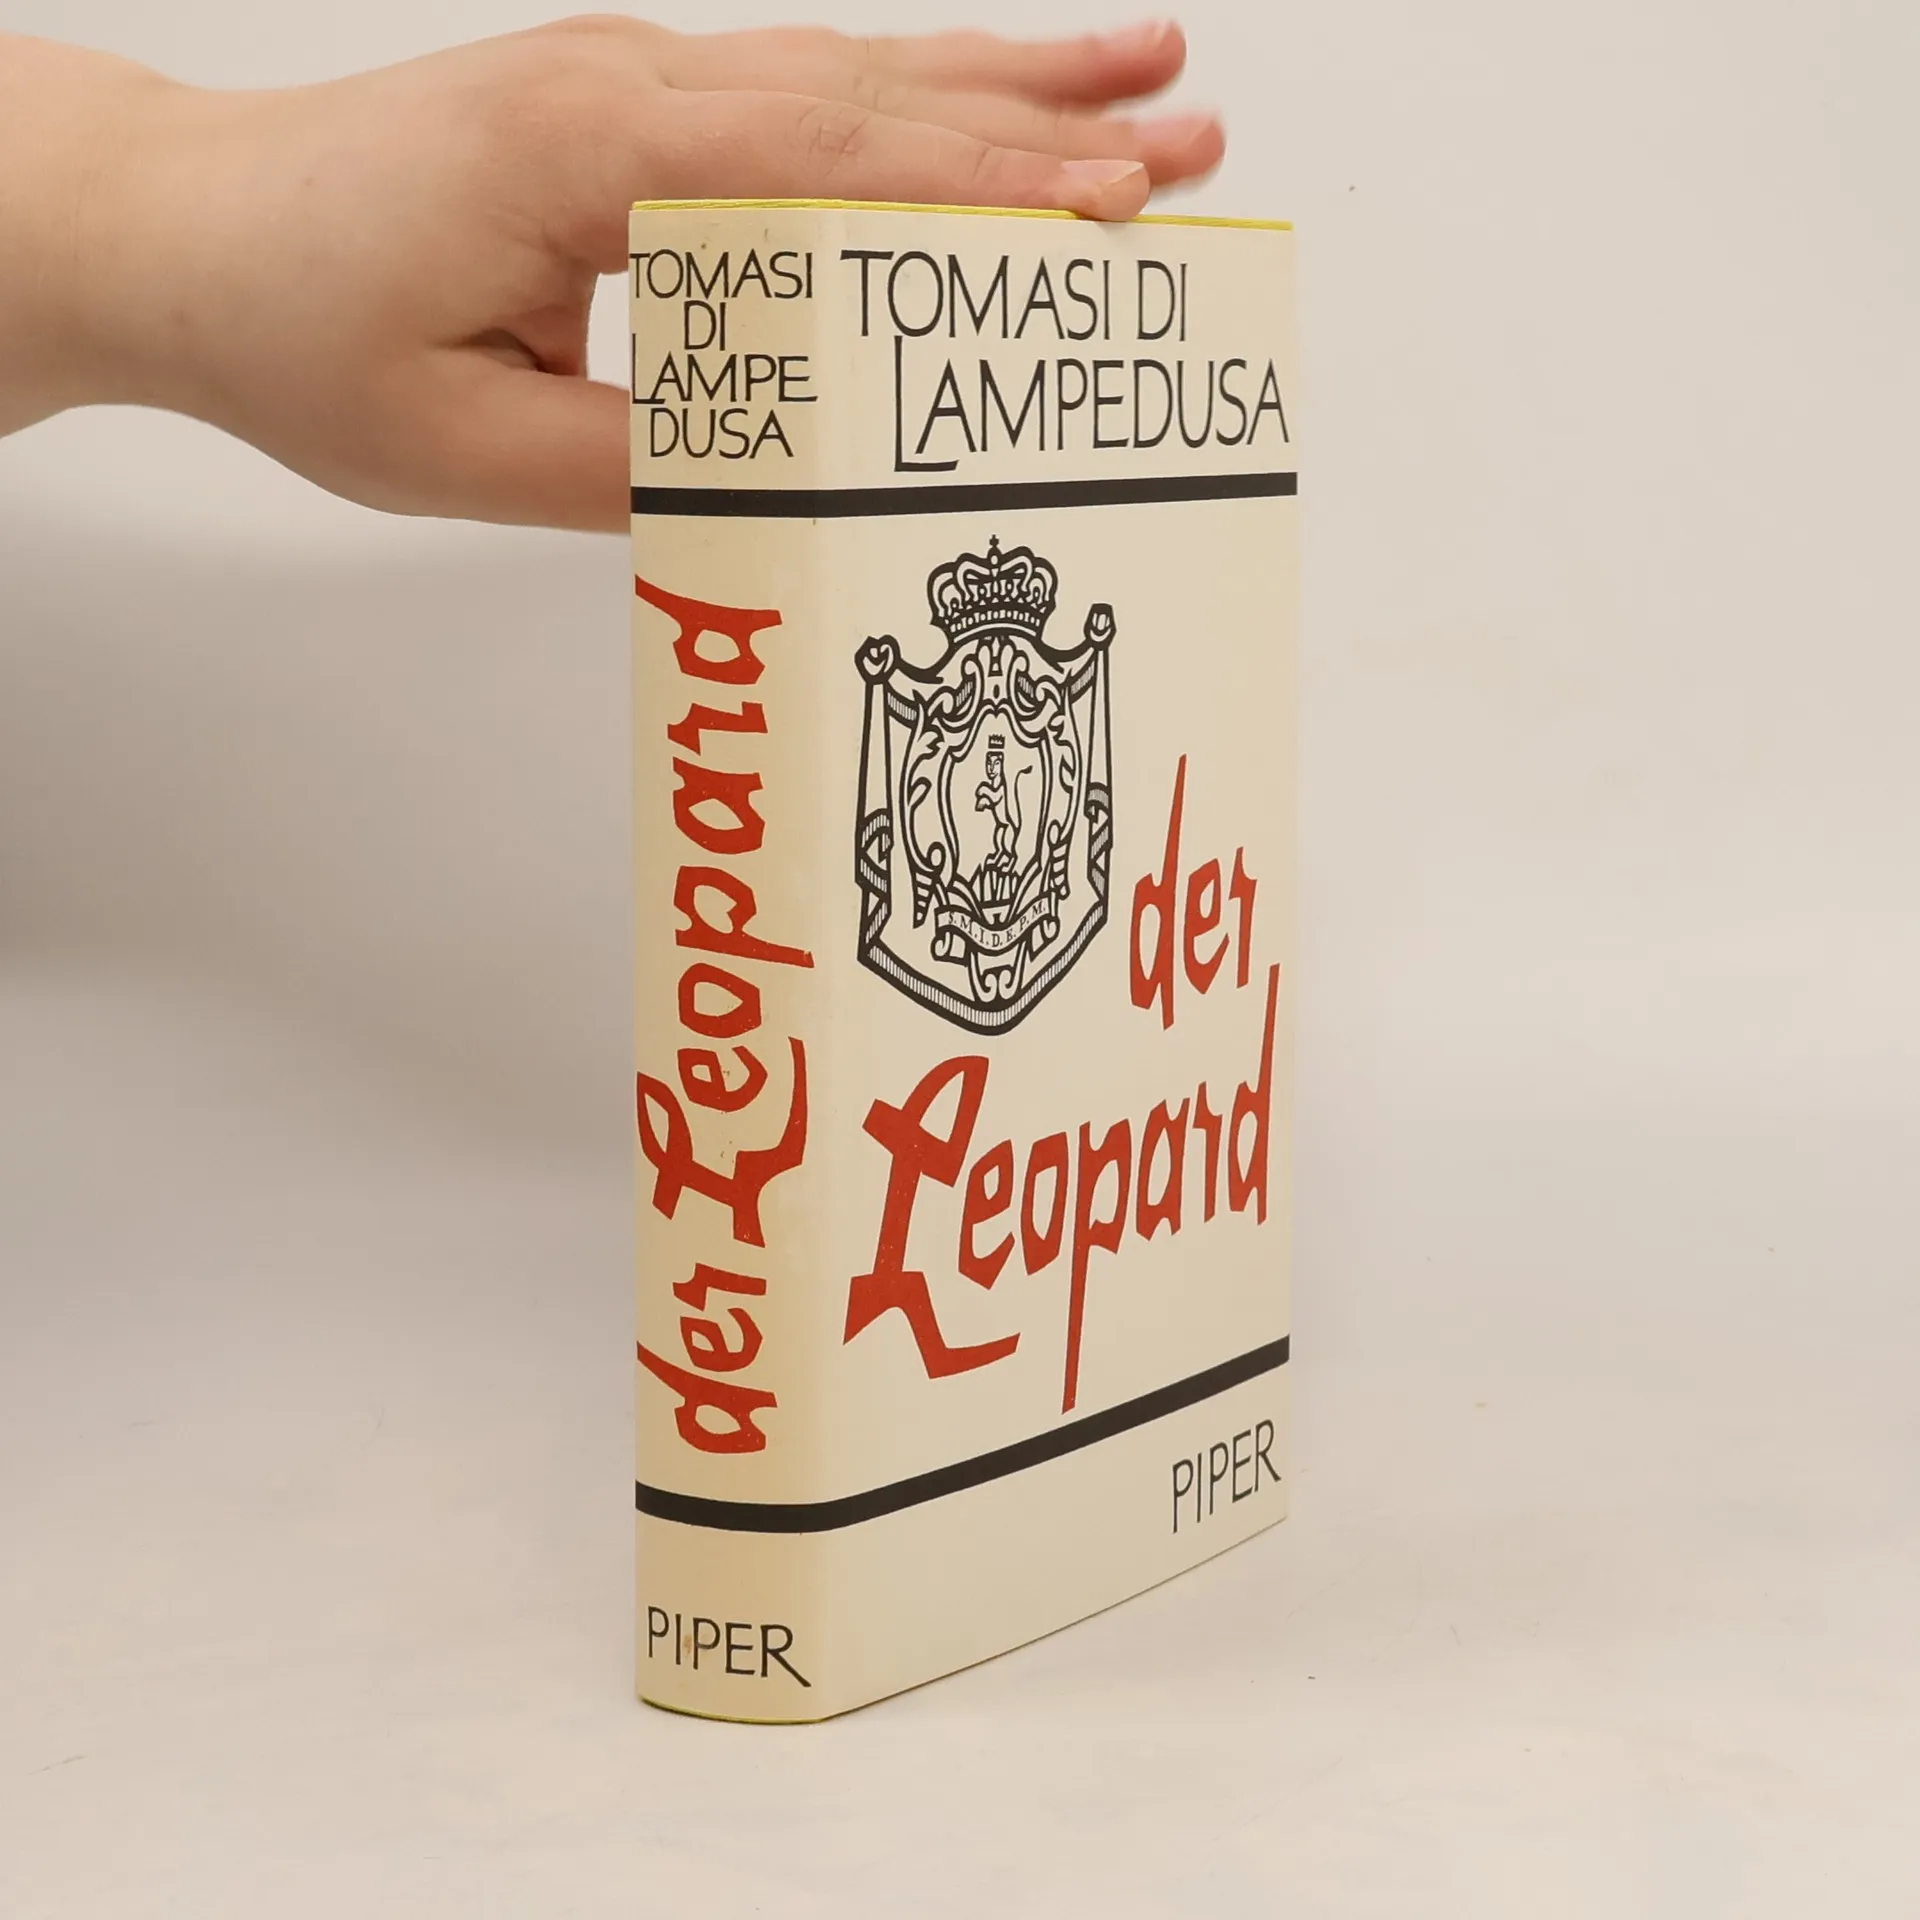 TOMASI
DI
LAMPE
DUSA
der Leopard
PIPER
TOMASI DI
LAMPEDUSA
S.M.I.D.E.P.M.
der
Leopard
PIPER